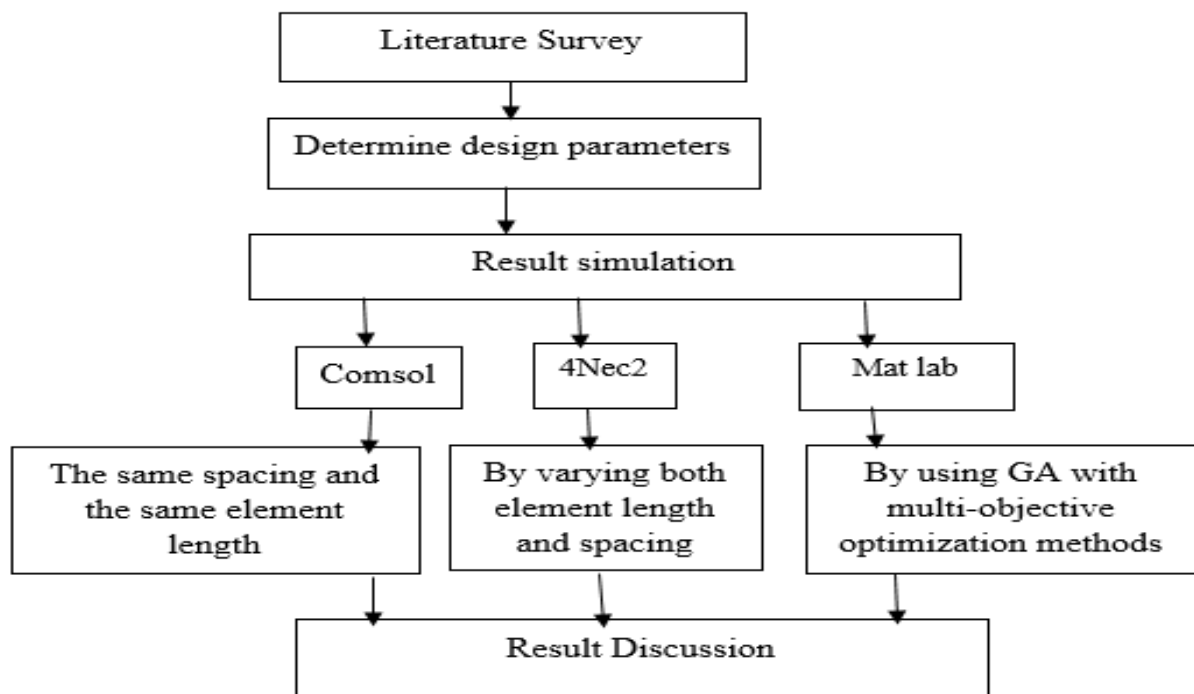 Literature Survey
Determine design parameters
Result simulation
Comsol
4Nec2
Mat lab
The same spacing and
the same element
length
By varying both
element length
and spacing
By using GA with
multi-objective
optimization methods
Result Discussion